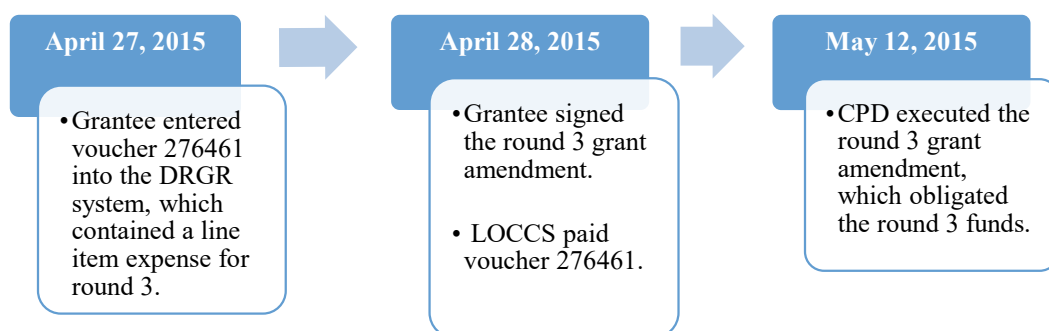 April 27, 2015
•Grantee entered
voucher 276461
into the DRGR
system, which
contained a line
item expense for
round 3.
April 28, 2015
•Grantee signed
the round 3 grant
amendment.
• LOCCS paid
voucher 276461.
May 12, 2015
•CPD executed the
round 3 grant
amendment,
which obligated
the round 3 funds.